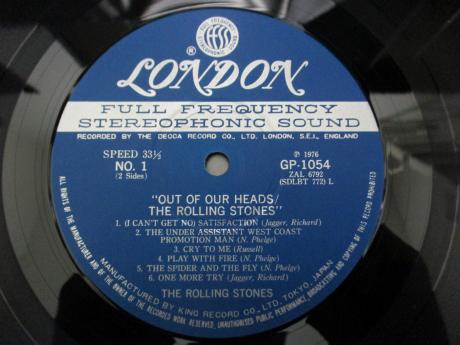 FULL FREQUENCY STEREOPHONIC SOUND
®LONDON
FULL FREQUENCY
STEREOPHONIC SOUND
RECORDED BY THE DECCA RECORD CO., LTD. LONDON, S.E.I., ENGLAND
SPEED 33⅓
NO. 1
(2 Sides)
Ⓟ 1976
GP-1054
ZAL 6792
(SDLBT 772) L
"OUT OF OUR HEADS/
THE ROLLING STONES"
1. (I CAN'T GET NO) SATISFACTION (Jagger, Richard)
2. THE UNDER ASSISTANT WEST COAST
PROMOTION MAN (N. Phelge)
3. CRY TO ME (Russell)
4. PLAY WITH FIRE (N. Phelge)
5. THE SPIDER AND THE FLY (N. Phelge)
6. ONE MORE TRY (Jagger, Richard)
THE ROLLING STONES
MANUFACTURED BY KING RECORD CO., LTD. TOKYO, JAPAN
ALL RIGHTS OF THE MANUFACTURER AND OF THE OWNER OF THE RECORDED WORK RESERVED, UNAUTHORISED PUBLIC PERFORMANCE, BROADCASTING AND COPYING OF THIS RECORD PROHIBITED